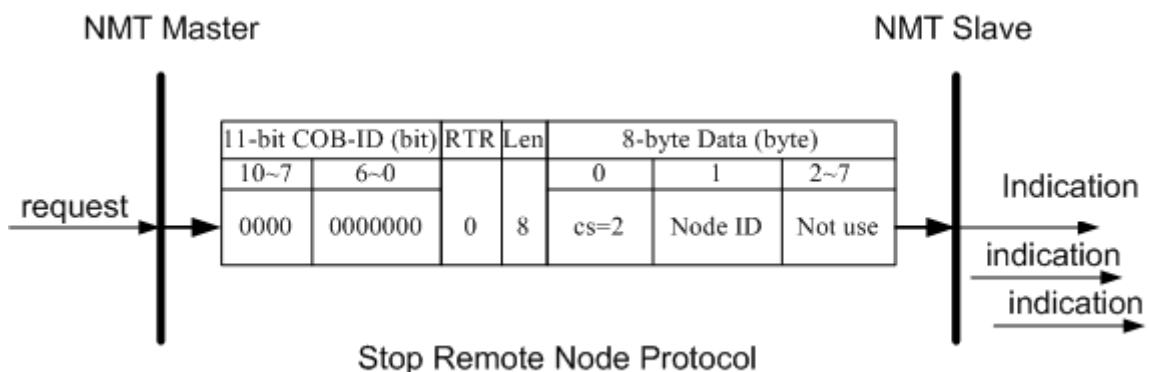 NMT Master NMT Slave
11-bit COB-ID (bit) RTR Len 8-byte Data (byte)
10~7 6~0 0 1 2~7
request 0000 0000000 0 8 cs=2 Node ID Not use Indication
indication
indication
Stop Remote Node Protocol